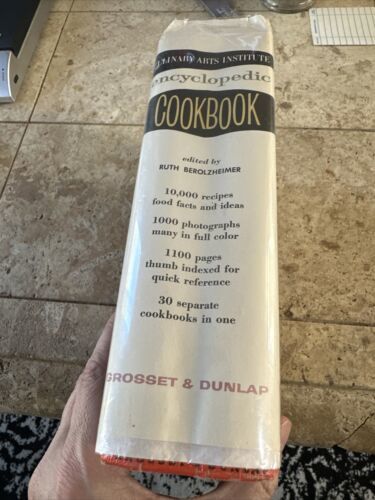 CULINARY ARTS INSTITUTE
encyclopedic
COOKBOOK
edited by
RUTH BEROLZHEIMER
10,000 recipes
food facts and ideas
1000 photographs
many in full color
1100 pages
thumb indexed for
quick reference
30 separate
cookbooks in one
GROSSET & DUNLAP